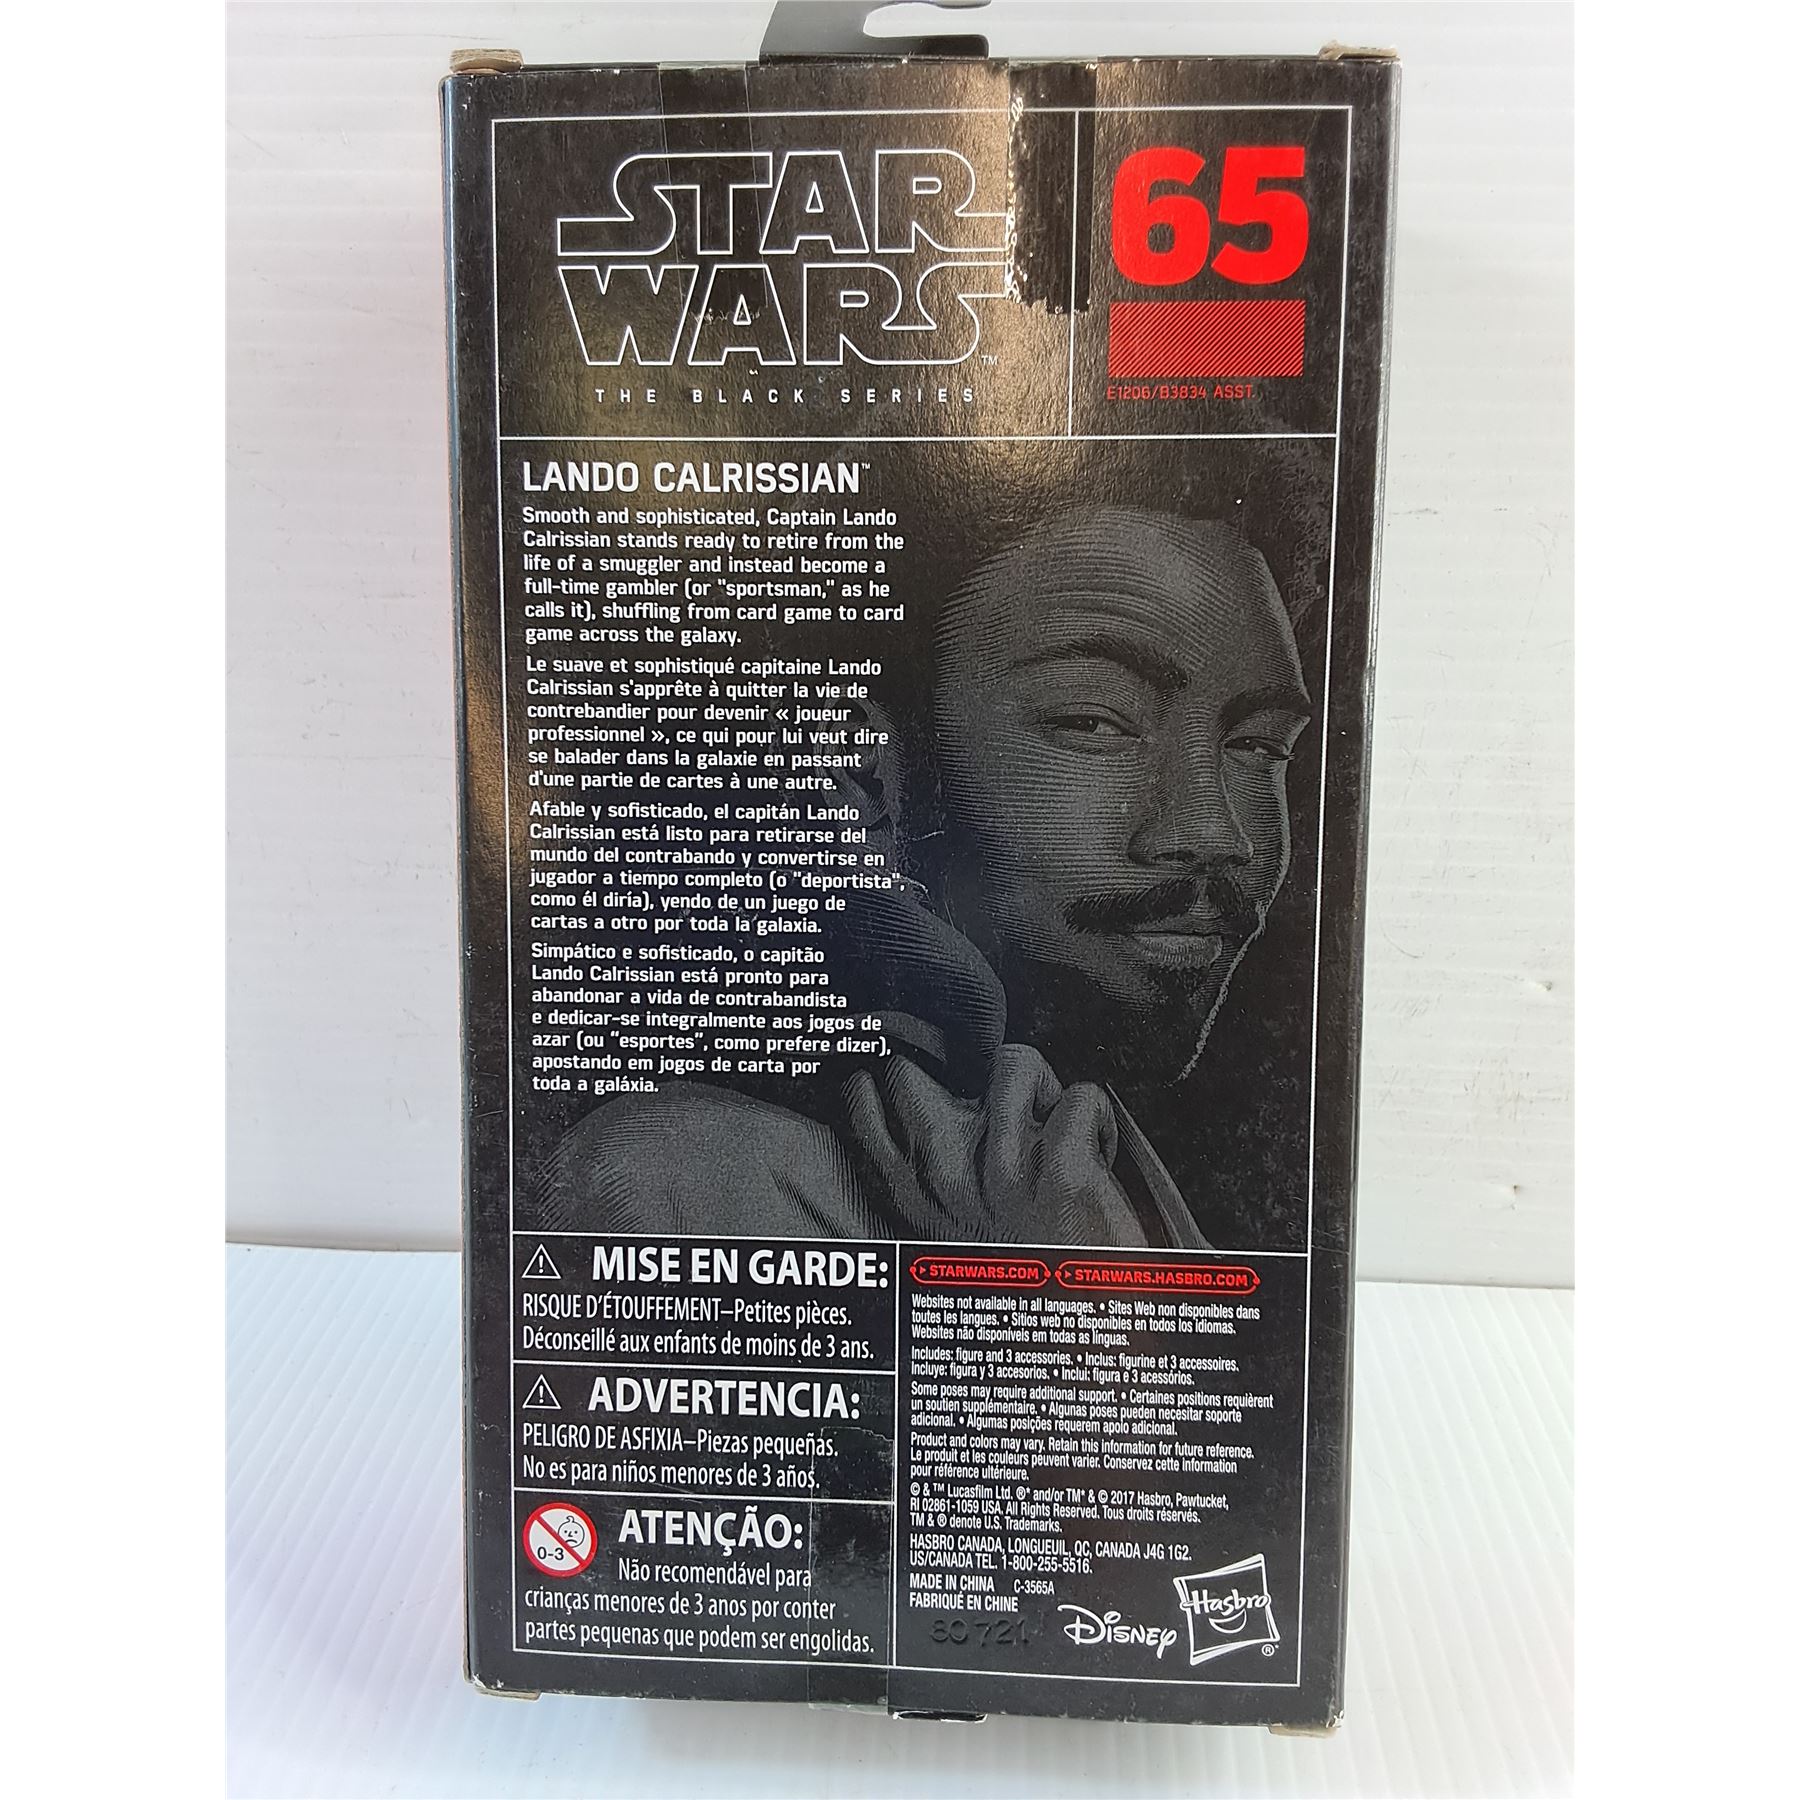 STAR
WARS™
THE BLACK SERIES
65
E1206/B3834 ASST.
LANDO CALRISSIAN™
Smooth and sophisticated, Captain Lando
Calrissian stands ready to retire from the
life of a smuggler and instead become a
full-time gambler (or "sportsman," as he
calls it), shuffling from card game to card
game across the galaxy.
Le suave et sophistiqué capitaine Lando
Calrissian s'apprête à quitter la vie de
contrebandier pour devenir « joueur
professionnel », ce qui pour lui veut dire
se balader dans la galaxie en passant
d'une partie de cartes à une autre.
Afable y sofisticado, el capitán Lando
Calrissian está listo para retirarse del
mundo del contrabando y convertirse en
jugador a tiempo completo (o "deportista",
como él diría), yendo de un juego de
cartas a otro por toda la galaxia.
Simpático e sofisticado, o capitão
Lando Calrissian está pronto para
abandonar a vida de contrabandista
e dedicar-se integralmente aos jogos de
azar (ou "esportes", como prefere dizer),
apostando em jogos de carta por
toda a galáxia.
MISE EN GARDE:
RISQUE D'ÉTOUFFEMENT–Petites pièces.
Déconseillé aux enfants de moins de 3 ans.
ADVERTENCIA:
PELIGRO DE ASFIXIA–Piezas pequeñas.
No es para niños menores de 3 años.
0-3
ATENÇÃO:
Não recomendável para
crianças menores de 3 anos por conter
partes pequenas que podem ser engolidas.
STARWARS.COM STARWARS.HASBRO.COM
Websites not available in all languages. • Sites Web non disponibles dans
toutes les langues. • Sitios web no disponibles en todos los idiomas.
Websites não disponíveis em todas as línguas.
Includes: figure and 3 accessories. • Inclus: figurine et 3 accessoires.
Incluye: figura y 3 accesorios. • Inclui: figura e 3 acessórios.
Some poses may require additional support. • Certaines positions requièrent
un soutien supplémentaire. • Algunas poses pueden necesitar soporte
adicional. • Algumas posições requerem apoio adicional.
Product and colors may vary. Retain this information for future reference.
Le produit et les couleurs peuvent varier. Conservez cette information
pour référence ultérieure.
© & ™ Lucasfilm Ltd. ®* and/or TM* & © 2017 Hasbro, Pawtucket,
RI 02861-1059 USA. All Rights Reserved. Tous droits réservés.
TM & ® denote U.S. Trademarks.
HASBRO CANADA, LONGUEUIL, QC, CANADA J4G 1G2.
US/CANADA TEL. 1-800-255-5516.
MADE IN CHINA C-3565A
FABRIQUÉ EN CHINE
80721
Disney
Hasbro
®*